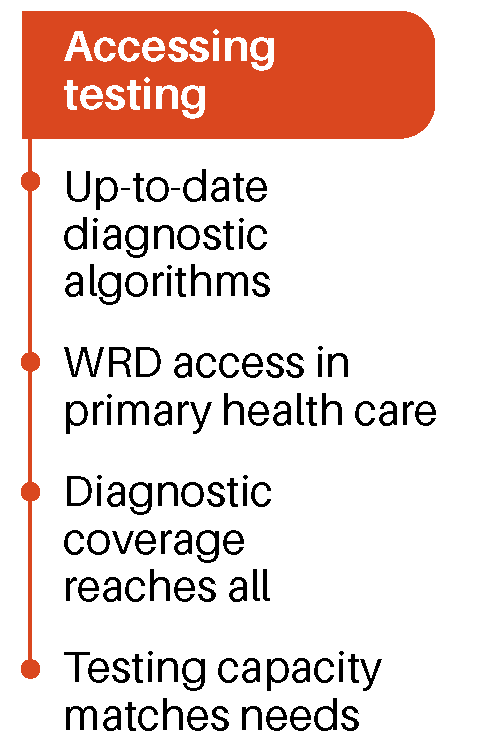 Accessing
testing
Up-to-date
diagnostic
algorithms
WRD access in
primary health care
Diagnostic
coverage
reaches all
Testing capacity
matches needs